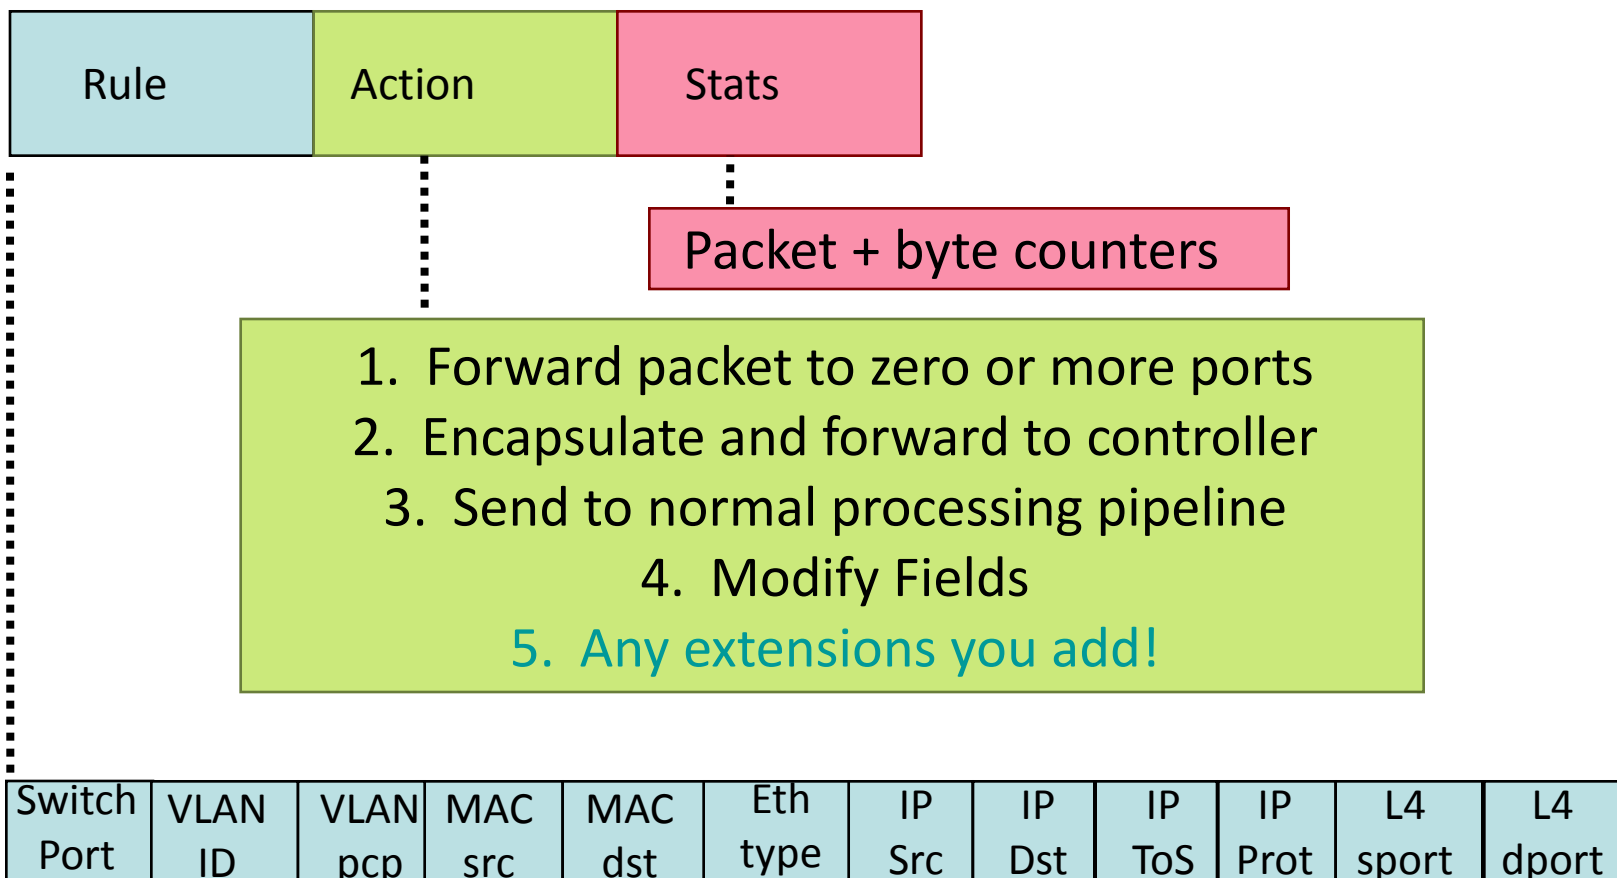 Rule Action Stats
Packet + byte counters
1. Forward packet to zero or more ports
2. Encapsulate and forward to controller
3. Send to normal processing pipeline
4. Modify Fields
5. Any extensions you add!
Switch Port
VLAN ID
VLAN pcp
MAC src
MAC dst
Eth type
IP Src
IP Dst
IP ToS
IP Prot
L4 sport
L4 dport